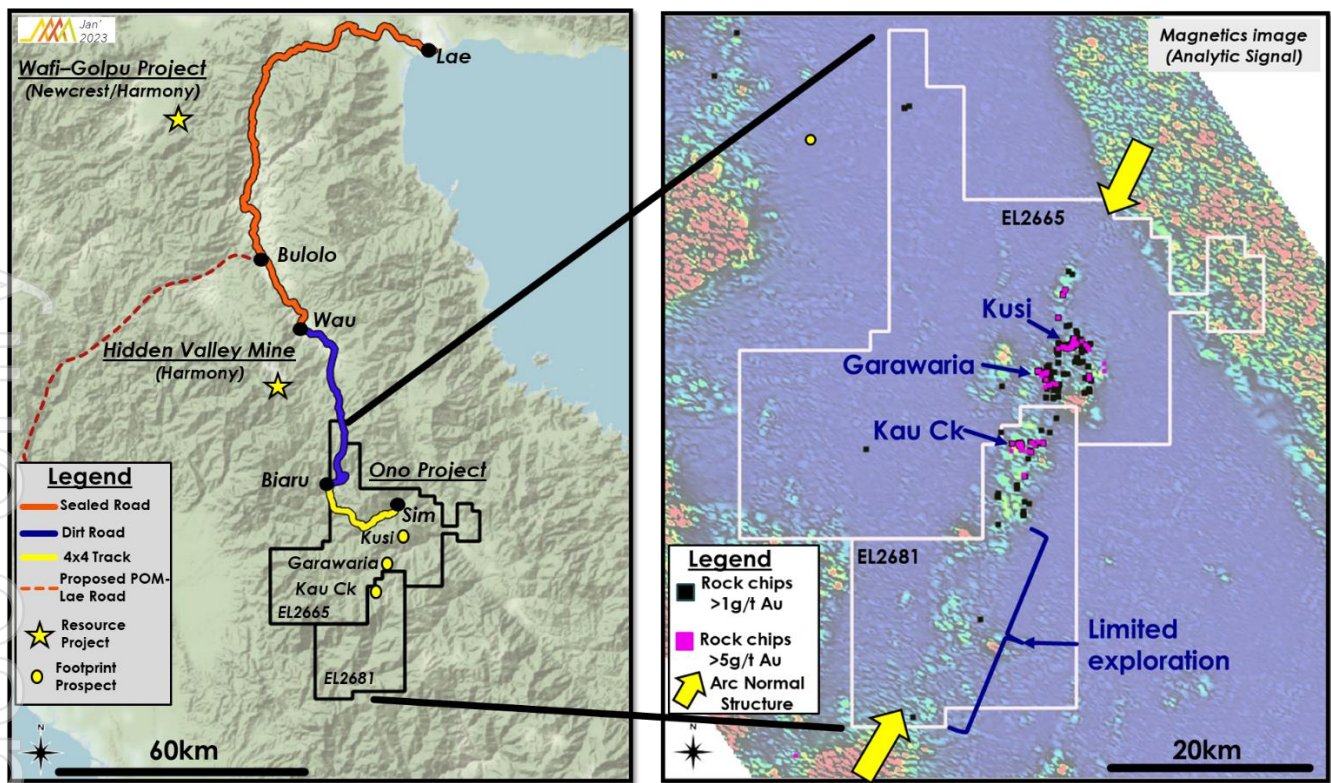 Jan'
2023
Wafi–Golpu Project
(Newcrest/Harmony)
Lae
Bulolo
Wau
Hidden Valley Mine
(Harmony)
Biaru
Ono Project
Sim
Kusi
Garawaria
Kau Ck
EL2665
EL2681
Legend
Sealed Road
Dirt Road
4x4 Track
Proposed POM-
Lae Road
Resource
Project
Footprint
Prospect
N
60km
Magnetics image
(Analytic Signal)
EL2665
Kusi
Garawaria
Kau Ck
EL2681
Limited
exploration
Legend
Rock chips
>1g/t Au
Rock chips
>5g/t Au
Arc Normal
Structure
N
20km